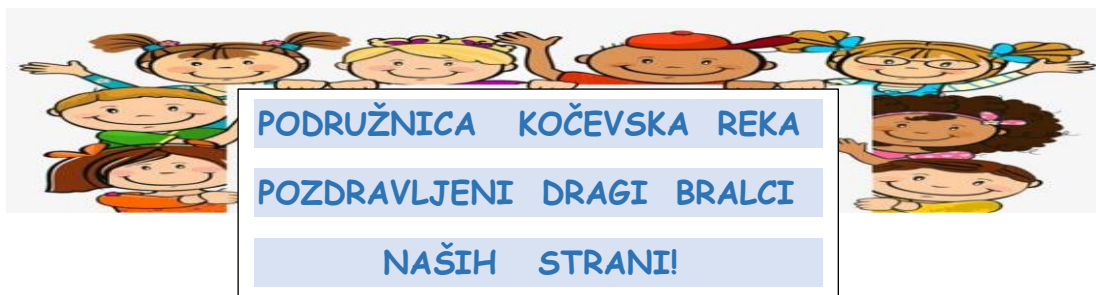 PODRUŽNICA KOČEVSKA REKA
POZDRAVLJENI DRAGI BRALCI
NAŠIH STRANI!